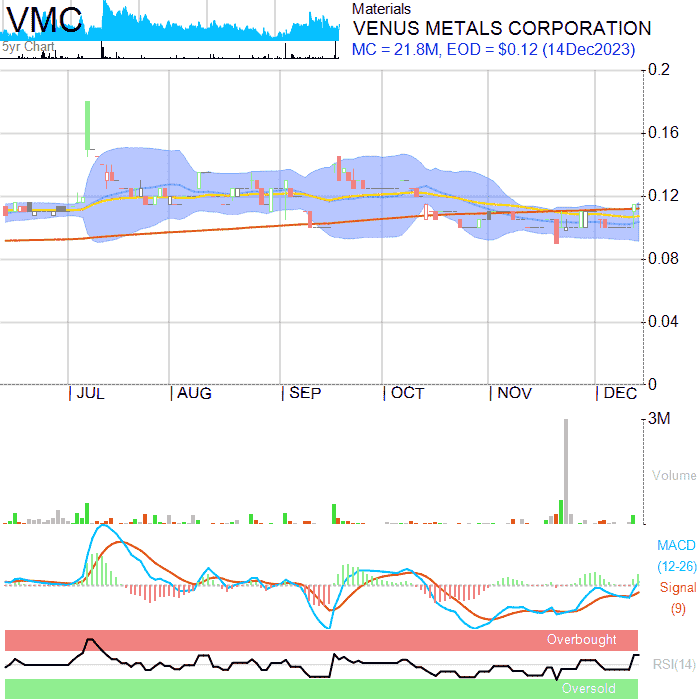 VMC
5yr Chart
Materials
VENUS METALS CORPORATION
MC = 21.8M, EOD = $0.12 (14Dec2023)
0.2
0.16
0.12
0.08
0.04
0
JUL AUG SEP OCT NOV DEC
3M
Volume
MACD
(12-26)
Signal
(9)
Overbought
RSI(14)
Oversold